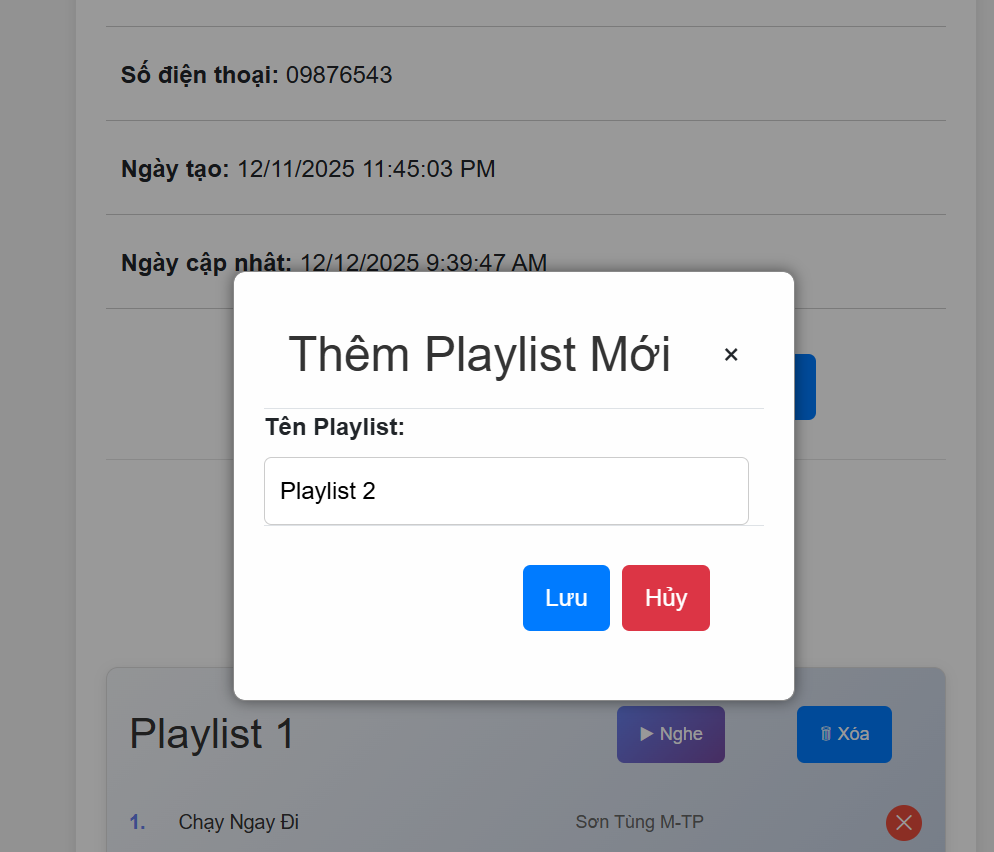 Số điện thoại: 09876543
Ngày tạo: 12/11/2025 11:45:03 PM
Ngày cập nhật: 12/12/2025 9:39:47 AM
Thêm Playlist Mới ×
Tên Playlist:
Playlist 2
Lưu Hủy
Playlist 1 ▶ Nghe 🗑 Xóa
1. Chạy Ngay Đi Sơn Tùng M-TP